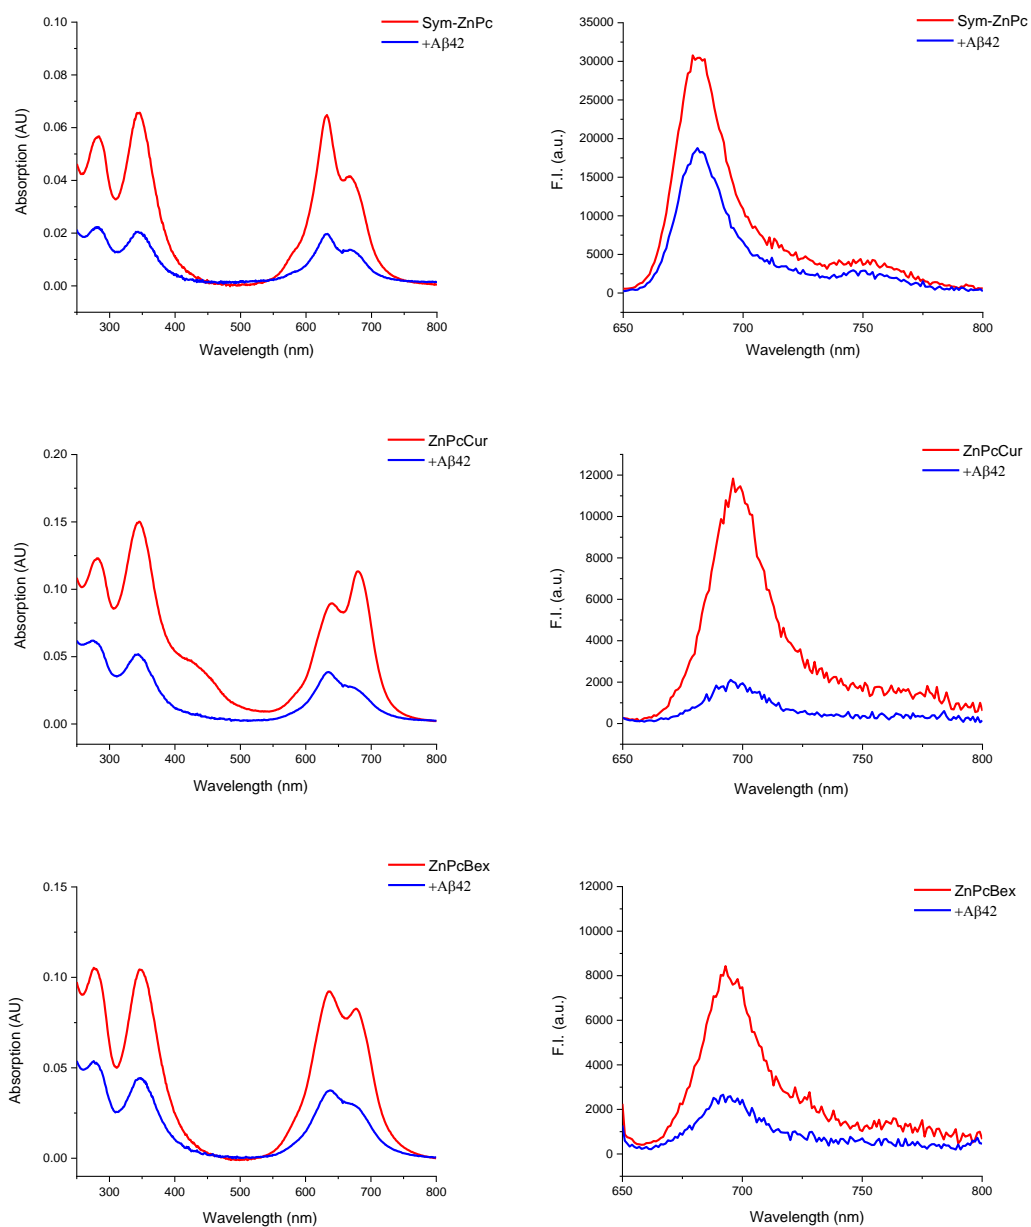 Sym-ZnPc
+Aβ42
0.10
0.08
0.06
0.04
0.02
0.00
Absorption (AU)
300 400 500 600 700 800
Wavelength (nm)
Sym-ZnPc
+Aβ42
35000
30000
25000
20000
15000
10000
5000
0
F.I. (a.u.)
650 700 750 800
Wavelength (nm)
ZnPcCur
+Aβ42
0.20
0.15
0.10
0.05
0.00
Absorption (AU)
300 400 500 600 700 800
Wavelength (nm)
ZnPcCur
+Aβ42
12000
10000
8000
6000
4000
2000
0
F.I. (a.u.)
650 700 750 800
Wavelength (nm)
ZnPcBex
+Aβ42
0.15
0.10
0.05
0.00
Absorption (AU)
300 400 500 600 700 800
Wavelength (nm)
ZnPcBex
+Aβ42
12000
10000
8000
6000
4000
2000
0
F.I. (a.u.)
650 700 750 800
Wavelength (nm)